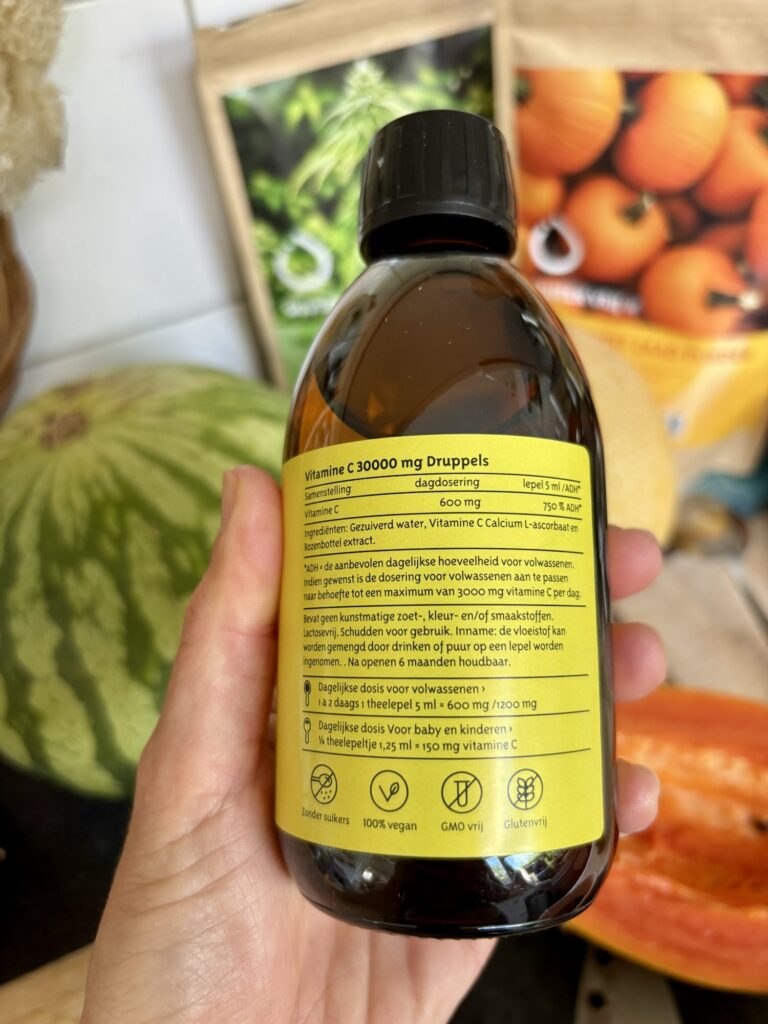 Vitamine C 30000 mg Druppels
Samenstelling dagdosering lepel 5 ml /ADH*
Vitamine C 600 mg 750 % ADH*
Ingrediënten: Gezuiverd water, Vitamine C Calcium L-ascorbaat en
Rozenbottel extract.
*ADH = de aanbevolen dagelijkse hoeveelheid voor volwassenen.
Indien gewenst is de dosering voor volwassenen aan te passen
naar behoefte tot een maximum van 3000 mg vitamine C per dag.
Bevat geen kunstmatige zoet-, kleur- en/of smaakstoffen.
Lactosevrij. Schudden voor gebruik. Inname: de vloeistof kan
worden gemengd door drinken of puur op een lepel worden
ingenomen. . Na openen 6 maanden houdbaar.
Dagelijkse dosis voor volwassenen ›
1 a 2 daags 1 theelepel 5 ml = 600 mg /1200 mg
Dagelijkse dosis Voor baby en kinderen ›
¼ theelepeltje 1,25 ml = 150 mg vitamine C
Zonder suikers 100% vegan GMO vrij Glutenvrij